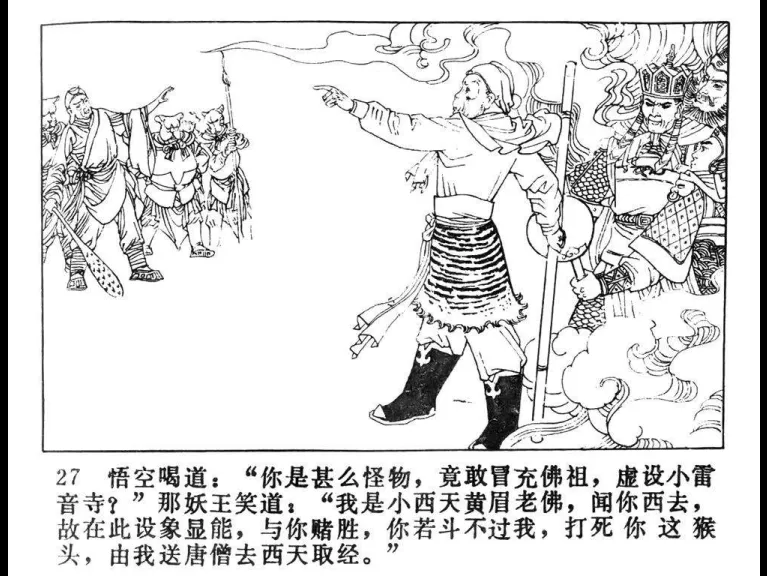 27 悟空喝道：“你是甚么怪物，竟敢冒充佛祖，虚设小雷
音寺？”那妖王笑道：“我是小西天黄眉老佛，闻你西去，
故在此设象显能，与你赌胜，你若斗不过我，打死你这猴
头，由我送唐僧去西天取经。”